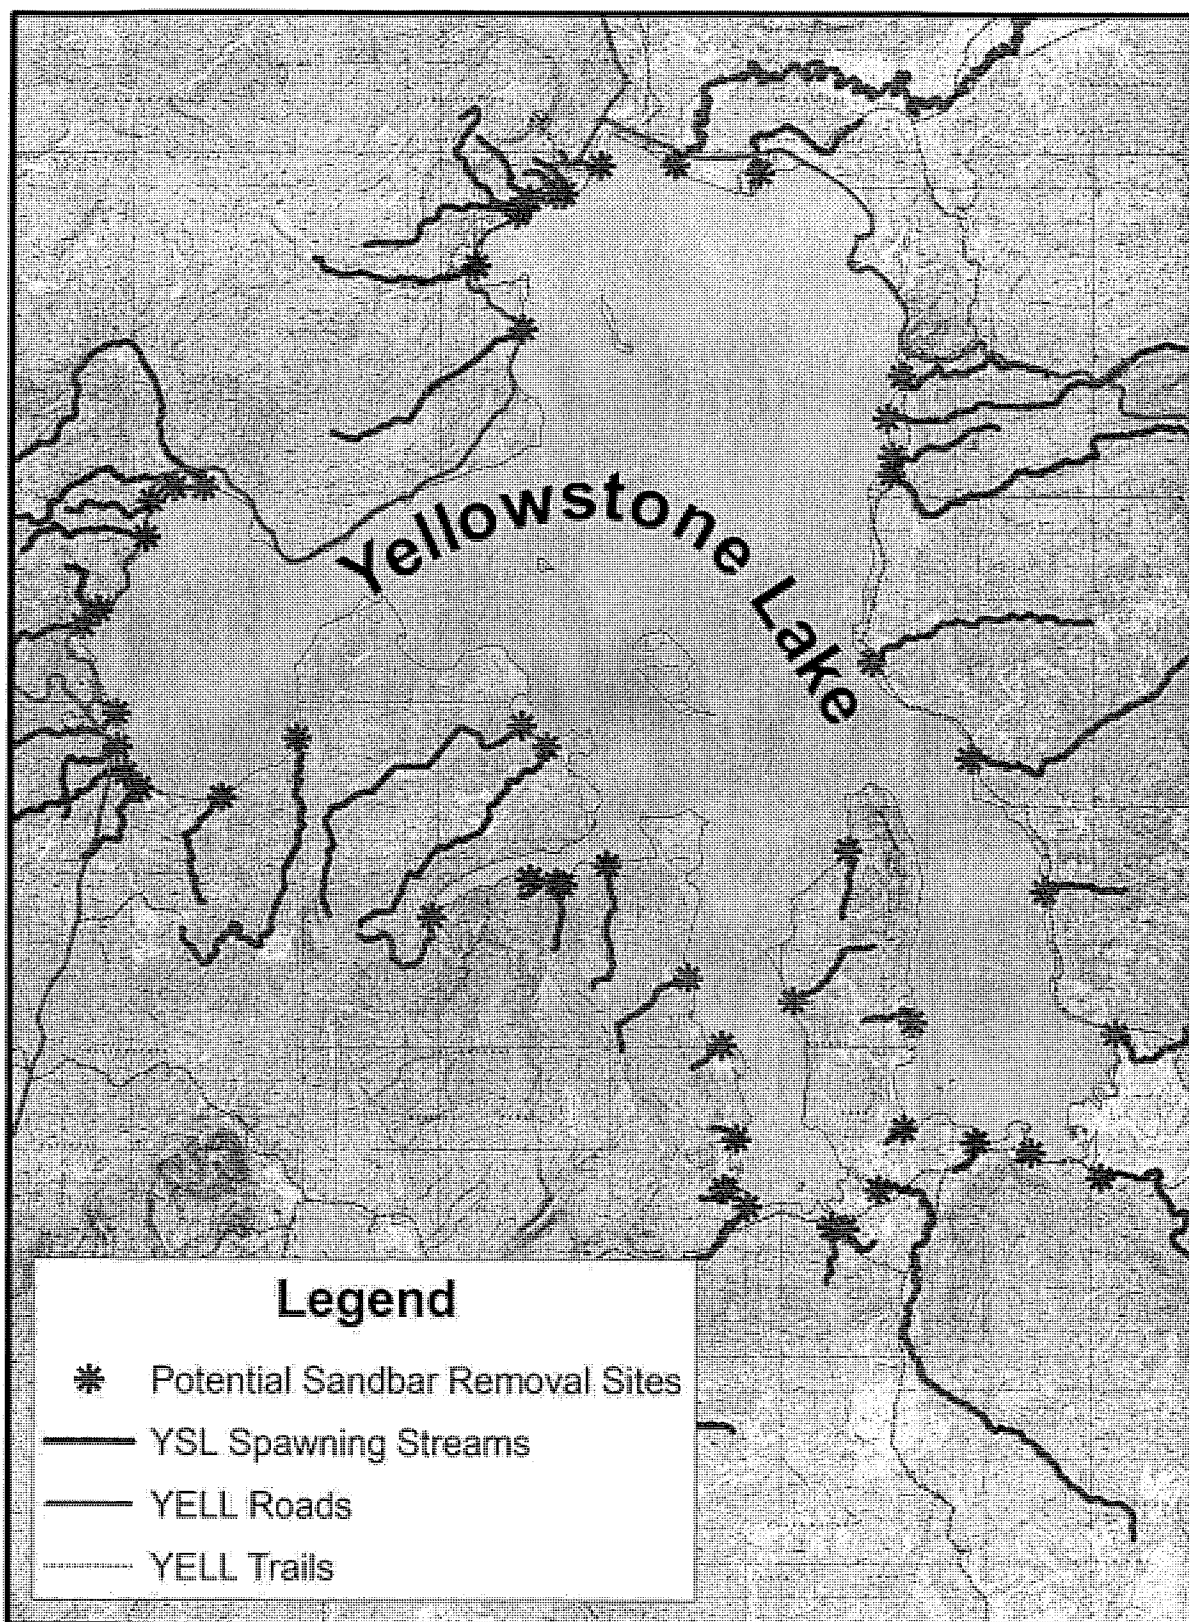 Yellowstone Lake
Legend
Potential Sandbar Removal Sites
YSL Spawning Streams
YELL Roads
YELL Trails